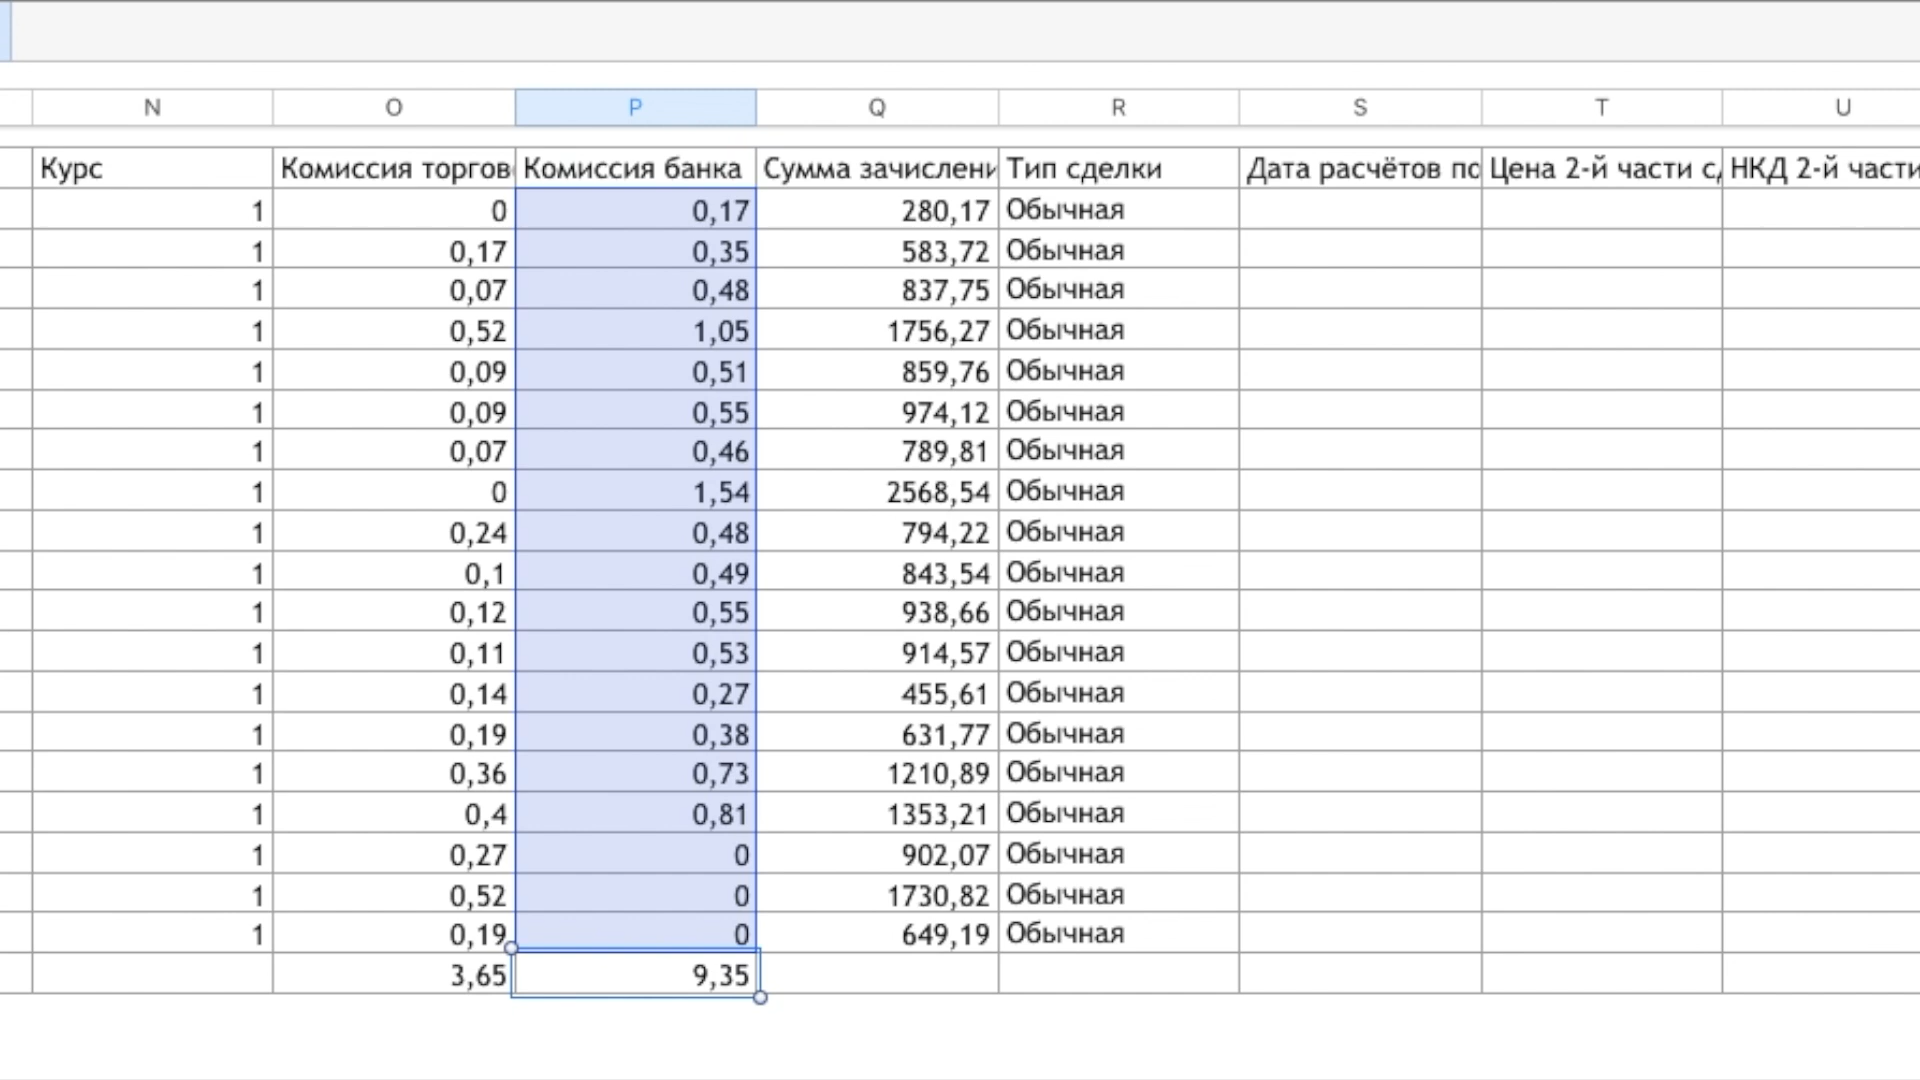 N O P Q R S T U
Курс Комиссия торгов Комиссия банка Сумма зачислени Тип сделки Дата расчётов по Цена 2-й части с НКД 2-й части
1 0 0,17 280,17 Обычная
1 0,17 0,35 583,72 Обычная
1 0,07 0,48 837,75 Обычная
1 0,52 1,05 1756,27 Обычная
1 0,09 0,51 859,76 Обычная
1 0,09 0,55 974,12 Обычная
1 0,07 0,46 789,81 Обычная
1 0 1,54 2568,54 Обычная
1 0,24 0,48 794,22 Обычная
1 0,1 0,49 843,54 Обычная
1 0,12 0,55 938,66 Обычная
1 0,11 0,53 914,57 Обычная
1 0,14 0,27 455,61 Обычная
1 0,19 0,38 631,77 Обычная
1 0,36 0,73 1210,89 Обычная
1 0,4 0,81 1353,21 Обычная
1 0,27 0 902,07 Обычная
1 0,52 0 1730,82 Обычная
1 0,19 0 649,19 Обычная
3,65 9,35